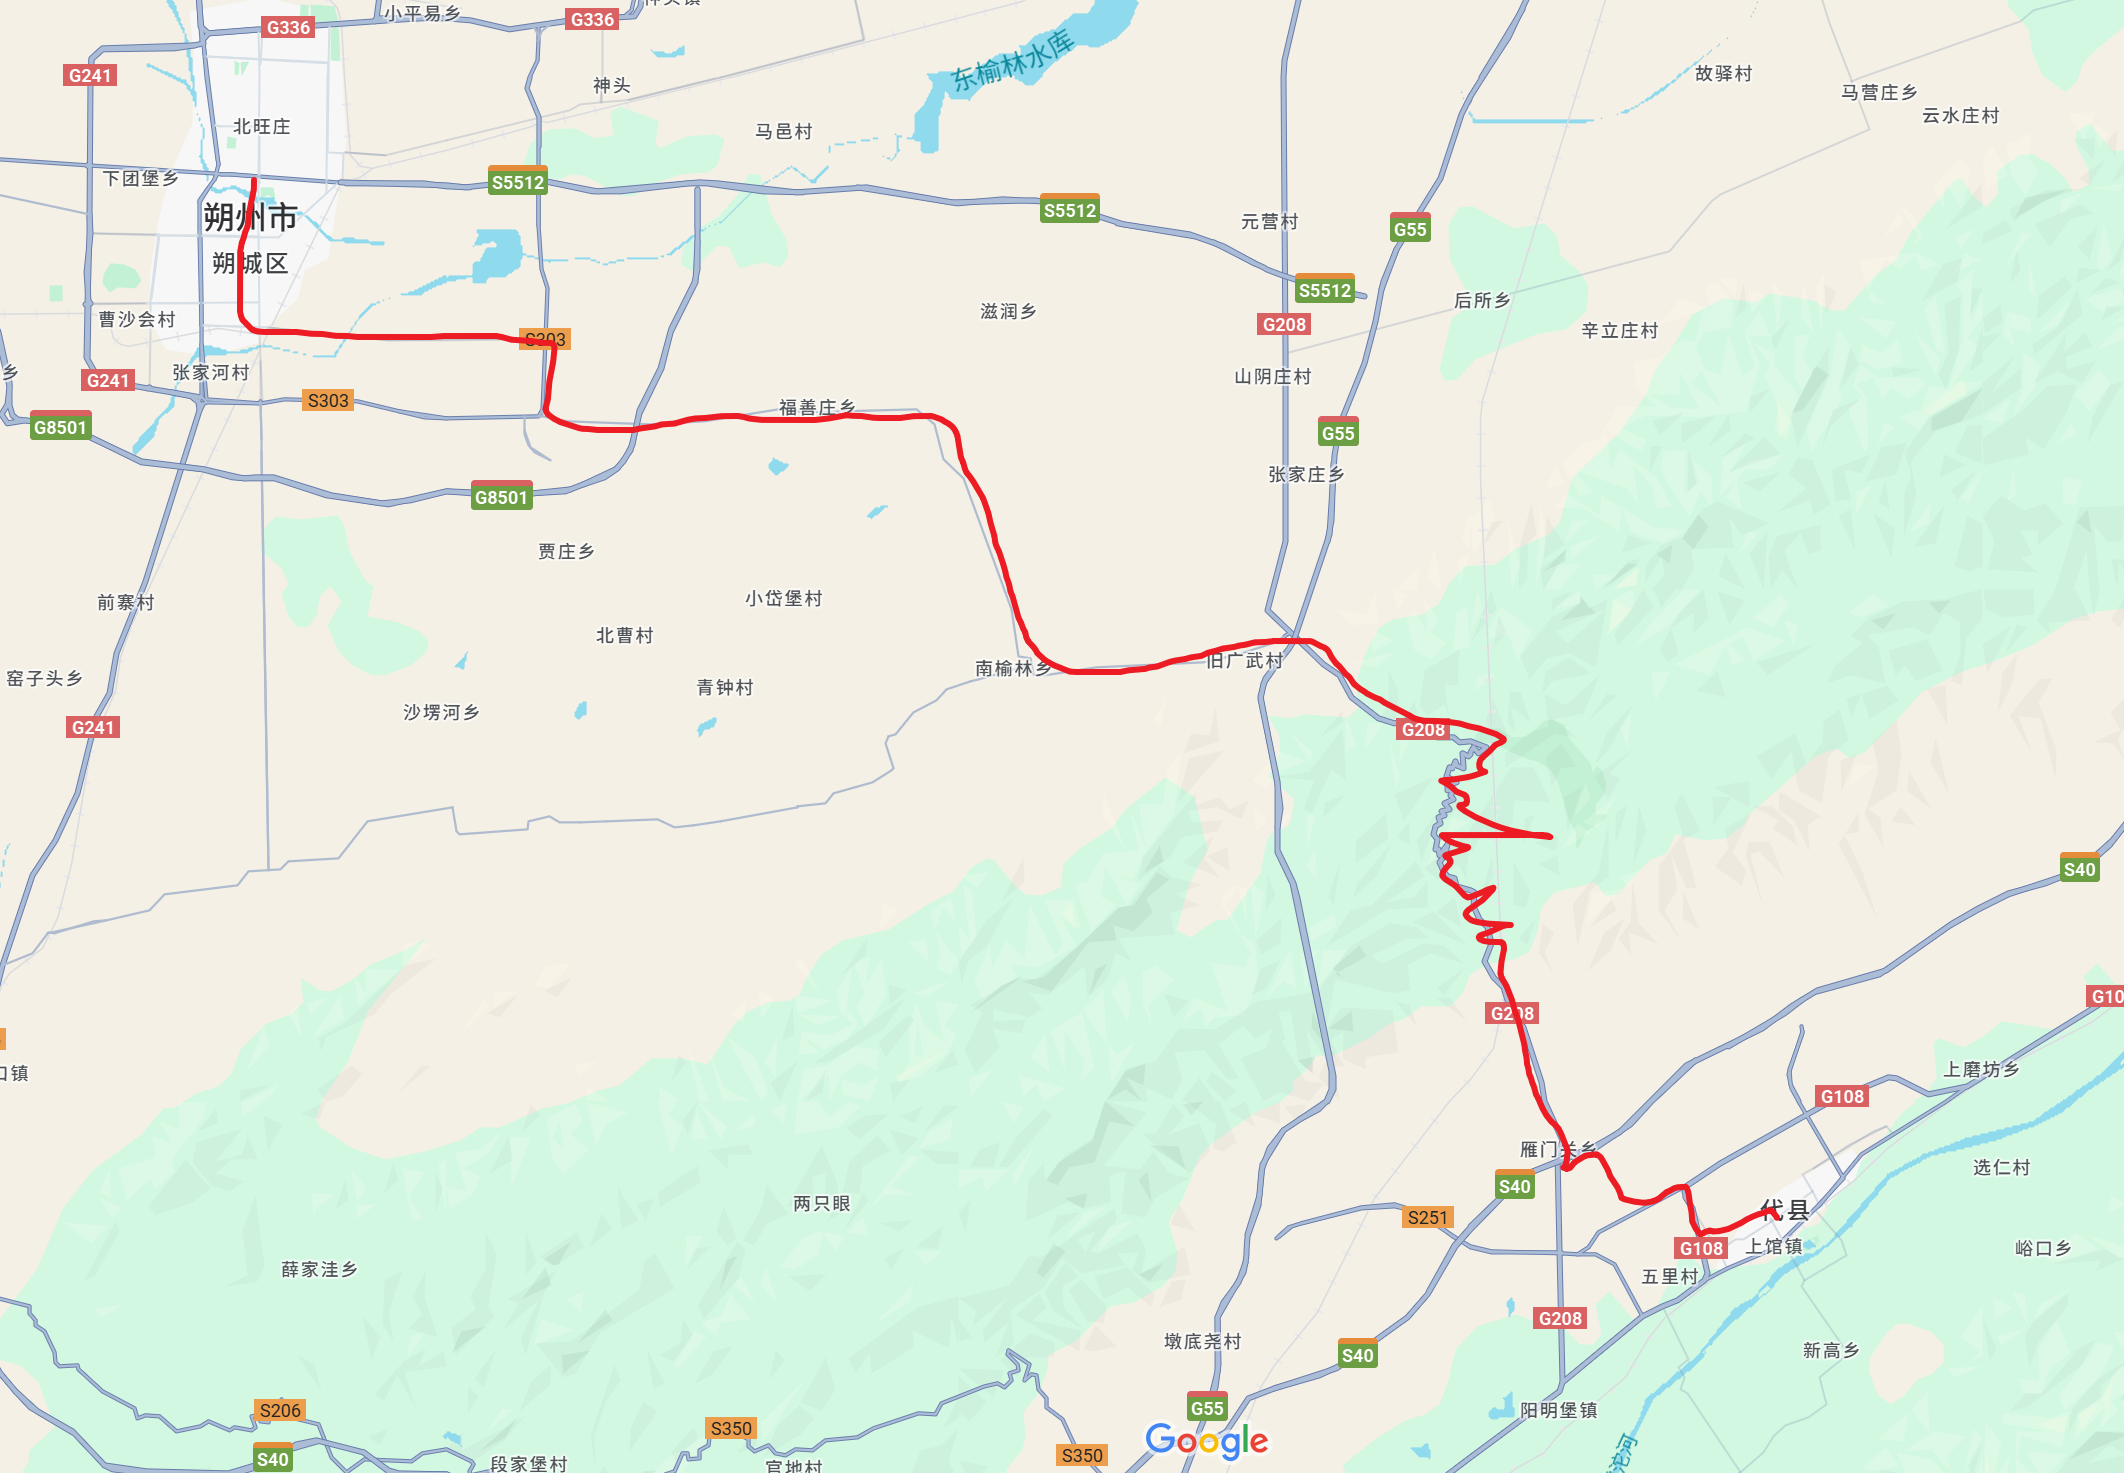 小平易乡
G336
G336
G241
神头
东榆林水库
故驿村
马营庄乡
云水庄村
北旺庄
马邑村
下团堡乡
S5512
S5512
朔州市
元营村
G55
朔城区
S5512
后所乡
曹沙会村
滋润乡
G208
辛立庄村
S303
张家河村
乡
G241
山阴庄村
S303
福善庄乡
G8501
G55
张家庄乡
G8501
贾庄乡
前寨村
小岱堡村
北曹村
南榆林乡
旧广武村
窑子头乡
青钟村
沙塄河乡
G241
G208
S40
G10
G208
口镇
上磨坊乡
G108
雁门关乡
选仁村
S40
两只眼
代县
S251
上馆镇
G108
峪口乡
薛家洼乡
五里村
G208
墩底尧村
新高乡
S40
S206
G55
阳明堡镇
S350
Google
S350
S40
段家堡村
官地村
沱河